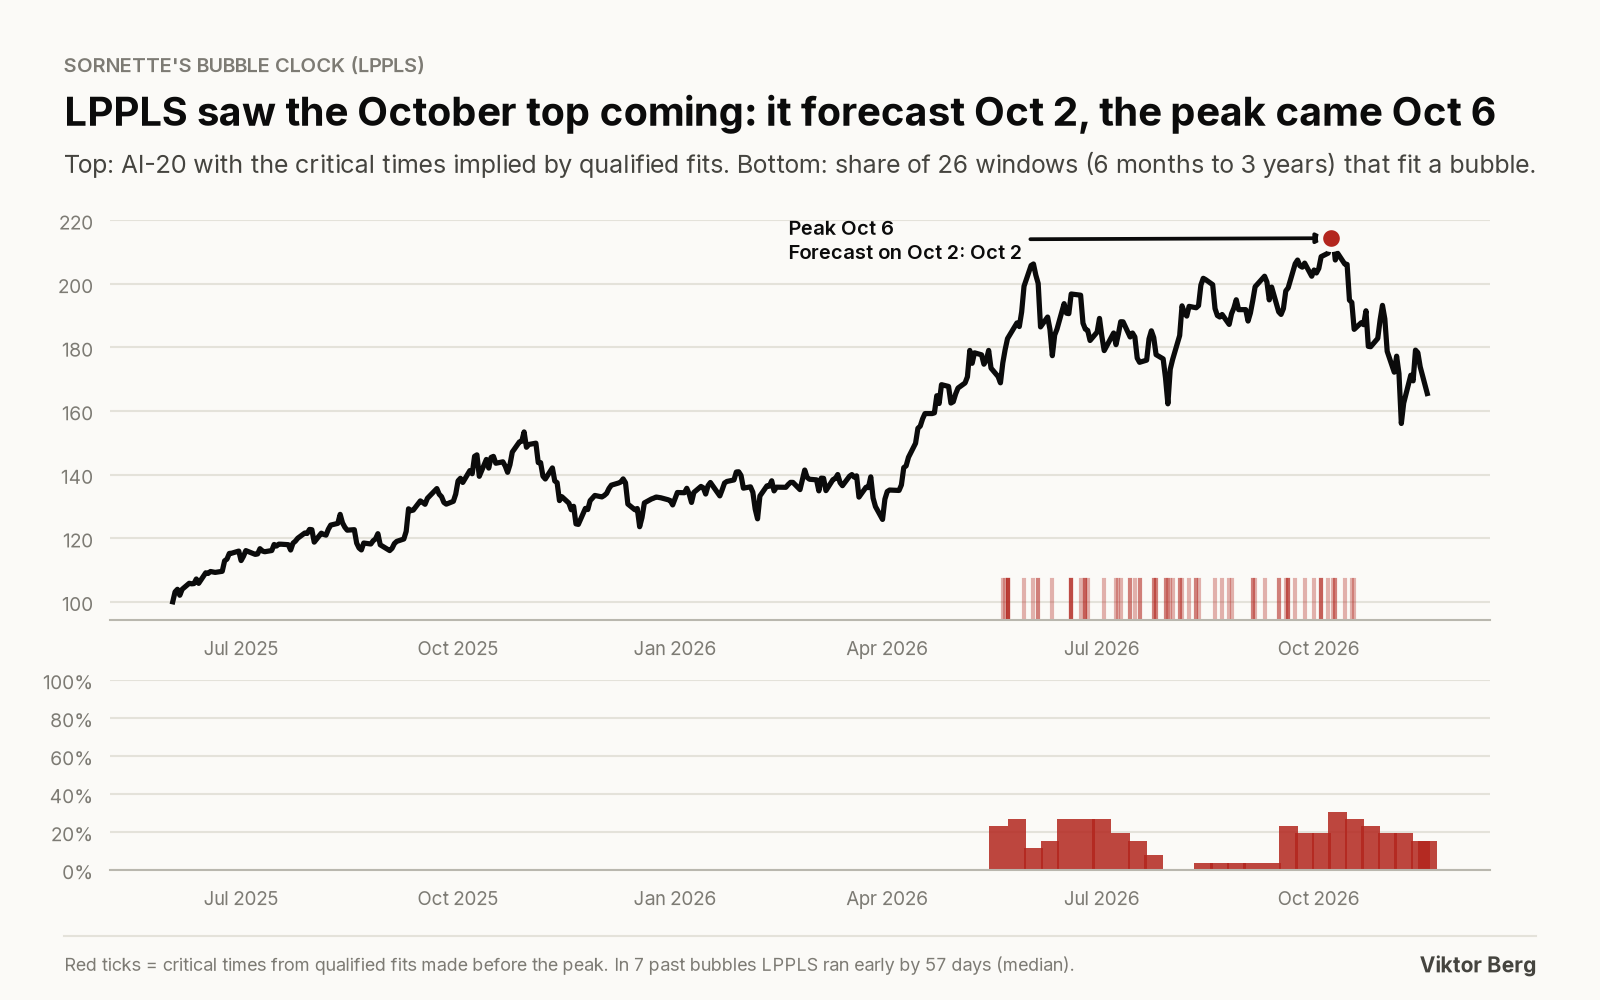 SORNETTE'S BUBBLE CLOCK (LPPLS)
LPPLS saw the October top coming: it forecast Oct 2, the peak came Oct 6
Top: AI-20 with the critical times implied by qualified fits. Bottom: share of 26 windows (6 months to 3 years) that fit a bubble.
220
200
180
160
140
120
100
Peak Oct 6
Forecast on Oct 2: Oct 2
Jul 2025
Oct 2025
Jan 2026
Apr 2026
Jul 2026
Oct 2026
100%
80%
60%
40%
20%
0%
Jul 2025
Oct 2025
Jan 2026
Apr 2026
Jul 2026
Oct 2026
Red ticks = critical times from qualified fits made before the peak. In 7 past bubbles LPPLS ran early by 57 days (median).
Viktor Berg